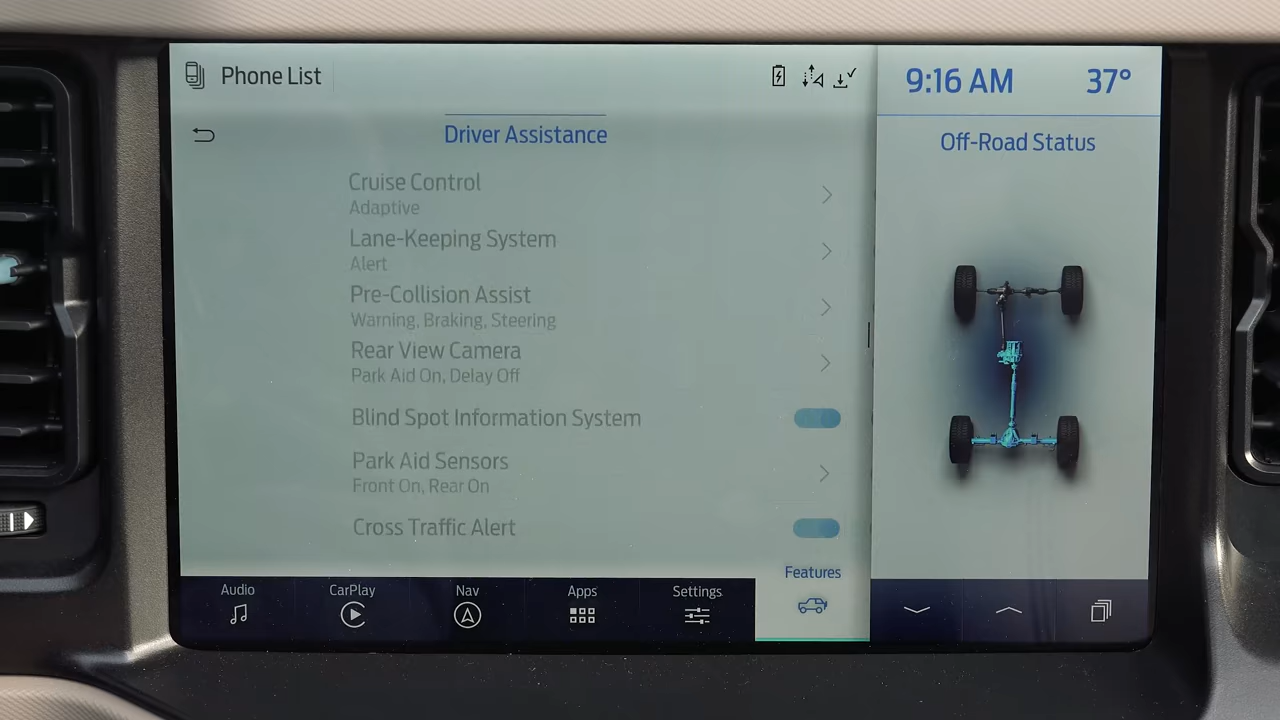 Phone List
9:16 AM
37°
Driver Assistance
Off-Road Status
Cruise Control
Adaptive
Lane-Keeping System
Alert
Pre-Collision Assist
Warning, Braking, Steering
Rear View Camera
Park Aid On, Delay Off
Blind Spot Information System
Park Aid Sensors
Front On, Rear On
Cross Traffic Alert
Audio
CarPlay
Nav
Apps
Settings
Features